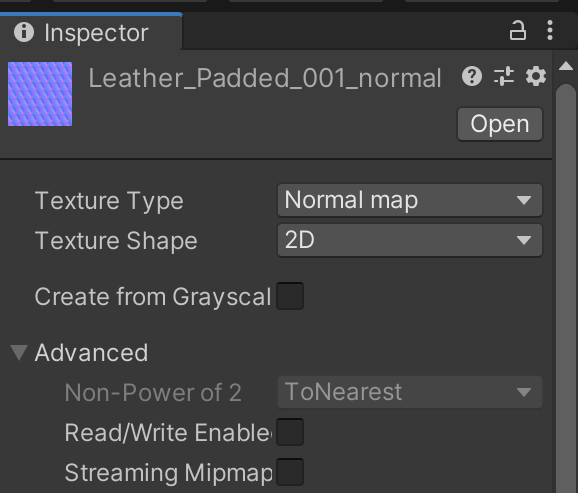 Inspector
Leather_Padded_001_normal
Open
Texture Type Normal map
Texture Shape 2D
Create from Grayscal
Advanced
Non-Power of 2 ToNearest
Read/Write Enable
Streaming Mipmap